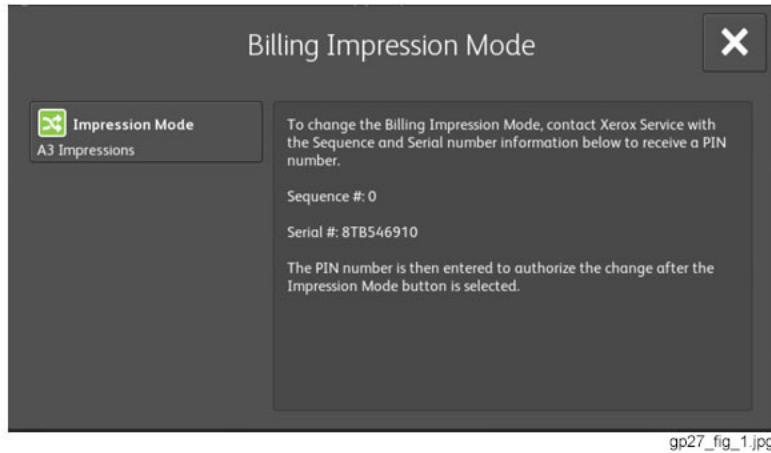 Billing Impression Mode
Impression Mode
A3 Impressions
To change the Billing Impression Mode, contact Xerox Service with
the Sequence and Serial number information below to receive a PIN
number.
Sequence #: 0
Serial #: 8TB546910
The PIN number is then entered to authorize the change after the
Impression Mode button is selected.
gp27_fig_1.jpg